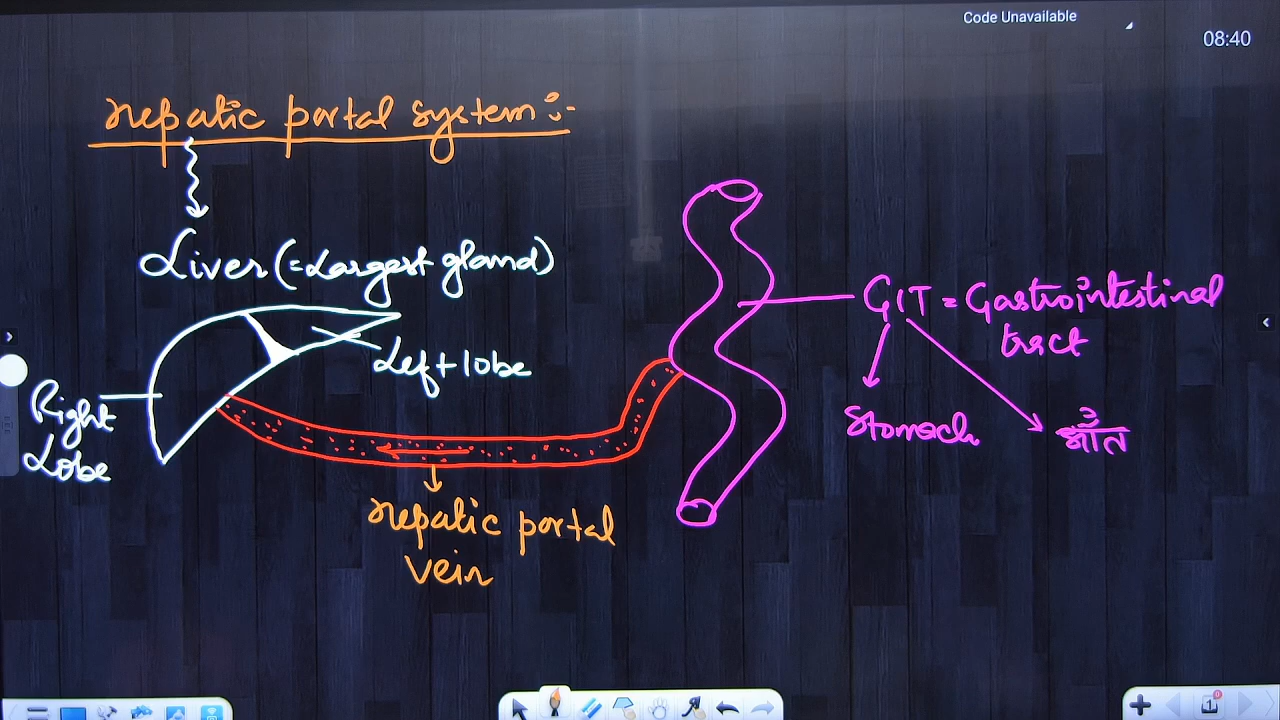 Code Unavailable
08:40
Hepatic portal system :-
Liver (= Largest gland)
Left lobe
Right
Lobe
Hepatic portal
vein
GIT = Gastrointestinal
tract
Stomach
आँत
1